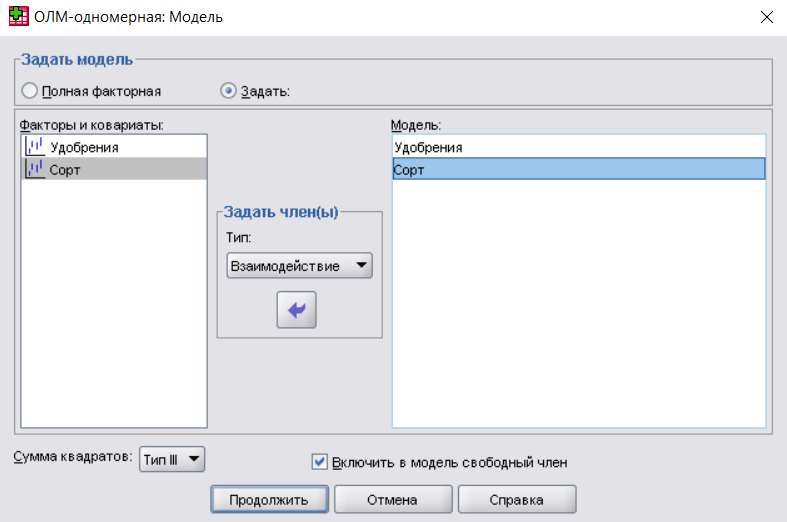 ОЛМ-одномерная: Модель
Задать модель
Полная факторная
Задать:
Факторы и ковариаты:
Модель:
Удобрения
Сорт
Удобрения
Сорт
Задать член(ы)
Тип:
Взаимодействие
Сумма квадратов:
Тип III
Включить в модель свободный член
Продолжить
Отмена
Справка